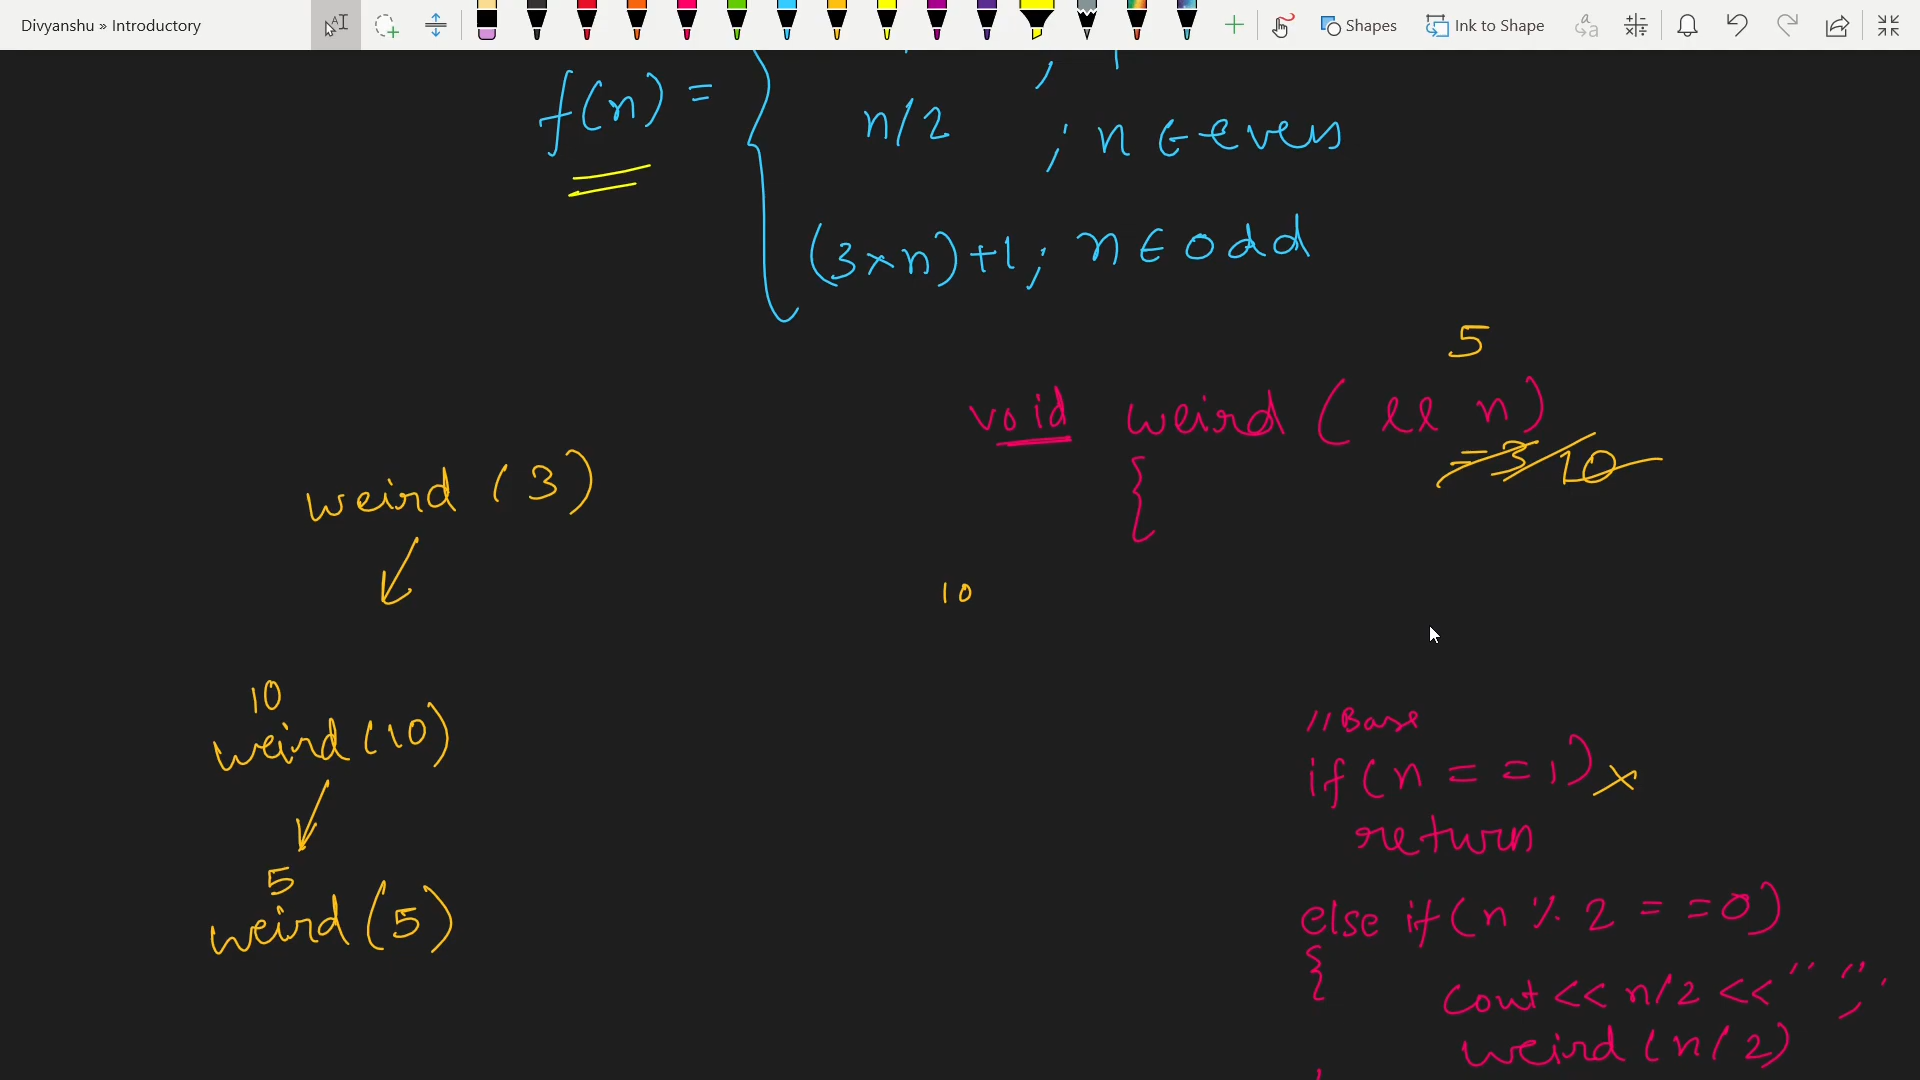 Divyanshu » Introductory
Shapes
Ink to Shape
f(n) =
n/2 ; n ∈ even
(3×n)+1; n ∈ odd
5
void weird ( ll n)
= 3 10
{
weird (3)
10
10
weird (10)
5
weird (5)
//Base
if (n = = 1) ×
return
else if (n % 2 = = 0)
{
cout << n/2 << " ";
weird (n/2)